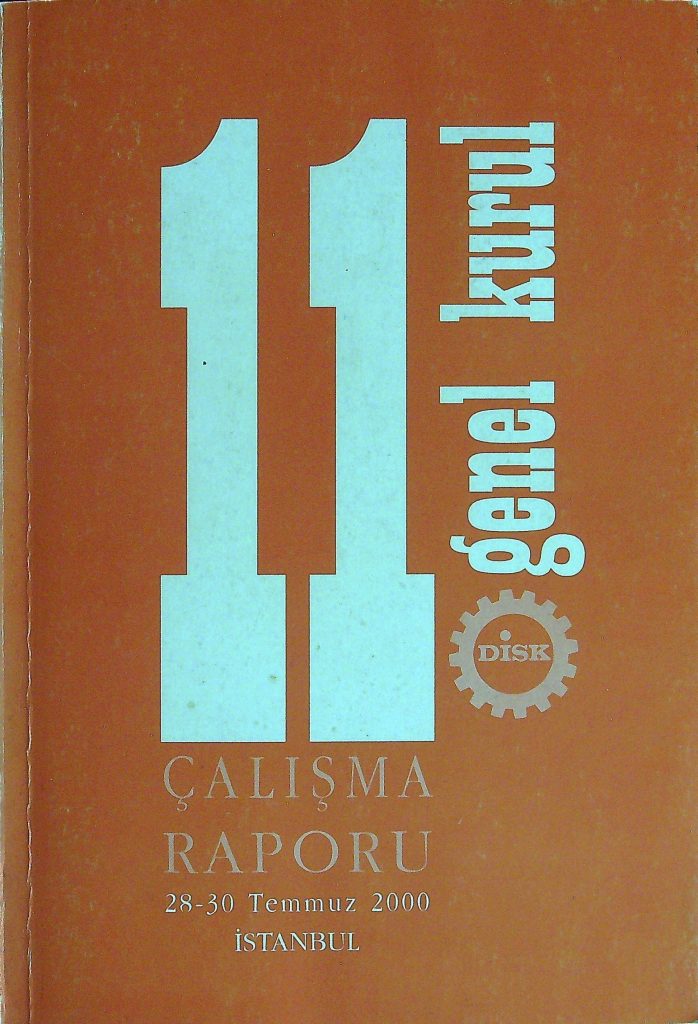 11
genel kurul
DİSK
ÇALIŞMA
RAPORU
28-30 Temmuz 2000
İSTANBUL